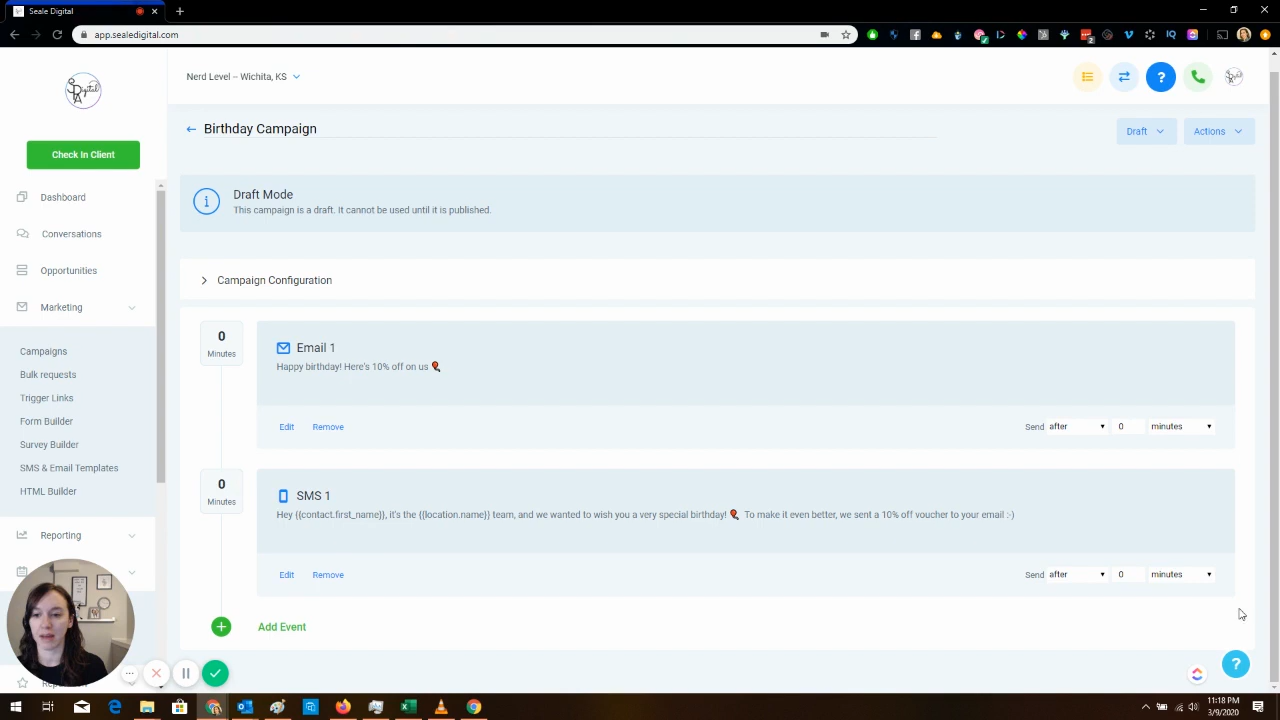 Seale Digital
app.sealedigital.com
Nerd Level – Wichita, KS
Check In Client
Dashboard
Conversations
Opportunities
Marketing
Campaigns
Bulk requests
Trigger Links
Form Builder
Survey Builder
SMS & Email Templates
HTML Builder
Reporting
Birthday Campaign
Draft
Actions
Draft Mode
This campaign is a draft. It cannot be used until it is published.
Campaign Configuration
0
Minutes
Email 1
Happy birthday! Here's 10% off on us
Edit Remove
Send after 0 minutes
0
Minutes
SMS 1
Hey {{contact.first_name}}, it's the {{location.name}} team, and we wanted to wish you a very special birthday! To make it even better, we sent a 10% off voucher to your email :-)
Edit Remove
Send after 0 minutes
Add Event
11:18 PM
3/9/2020